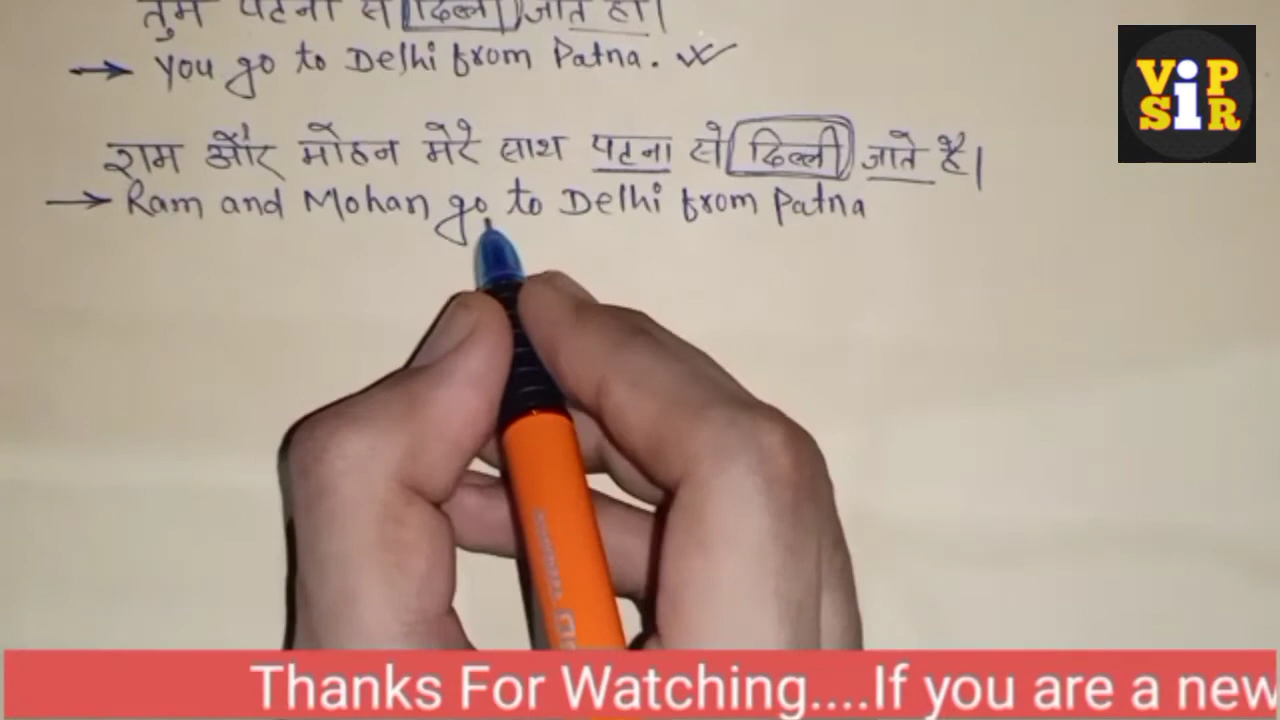 तुम पटना से दिल्ली जाते हो।
→ You go to Delhi from Patna.
राम और मोहन मेरे साथ पटना से दिल्ली जाते है।
→ Ram and Mohan go to Delhi from Patna
ViP
SiR
Thanks For Watching....If you are a new